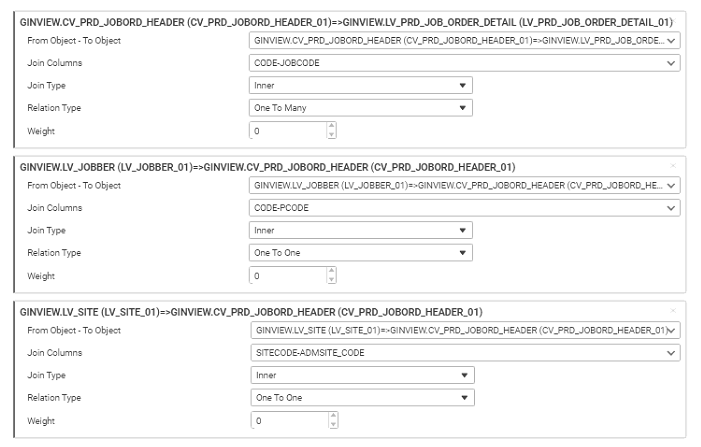 GINVIEW.CV_PRD_JOBORD_HEADER (CV_PRD_JOBORD_HEADER_01)=>GINVIEW.LV_PRD_JOB_ORDER_DETAIL (LV_PRD_JOB_ORDER_DETAIL_01)
From Object - To Object GINVIEW.CV_PRD_JOBORD_HEADER (CV_PRD_JOBORD_HEADER_01)=>GINVIEW.LV_PRD_JOB_ORDE...
Join Columns CODE-JOBCODE
Join Type Inner
Relation Type One To Many
Weight 0
GINVIEW.LV_JOBBER (LV_JOBBER_01)=>GINVIEW.CV_PRD_JOBORD_HEADER (CV_PRD_JOBORD_HEADER_01)
From Object - To Object GINVIEW.LV_JOBBER (LV_JOBBER_01)=>GINVIEW.CV_PRD_JOBORD_HEADER (CV_PRD_JOBORD_HE...
Join Columns CODE-PCODE
Join Type Inner
Relation Type One To One
Weight 0
GINVIEW.LV_SITE (LV_SITE_01)=>GINVIEW.CV_PRD_JOBORD_HEADER (CV_PRD_JOBORD_HEADER_01)
From Object - To Object GINVIEW.LV_SITE (LV_SITE_01)=>GINVIEW.CV_PRD_JOBORD_HEADER (CV_PRD_JOBORD_HEADER_01)
Join Columns SITECODE-ADMSITE_CODE
Join Type Inner
Relation Type One To One
Weight 0